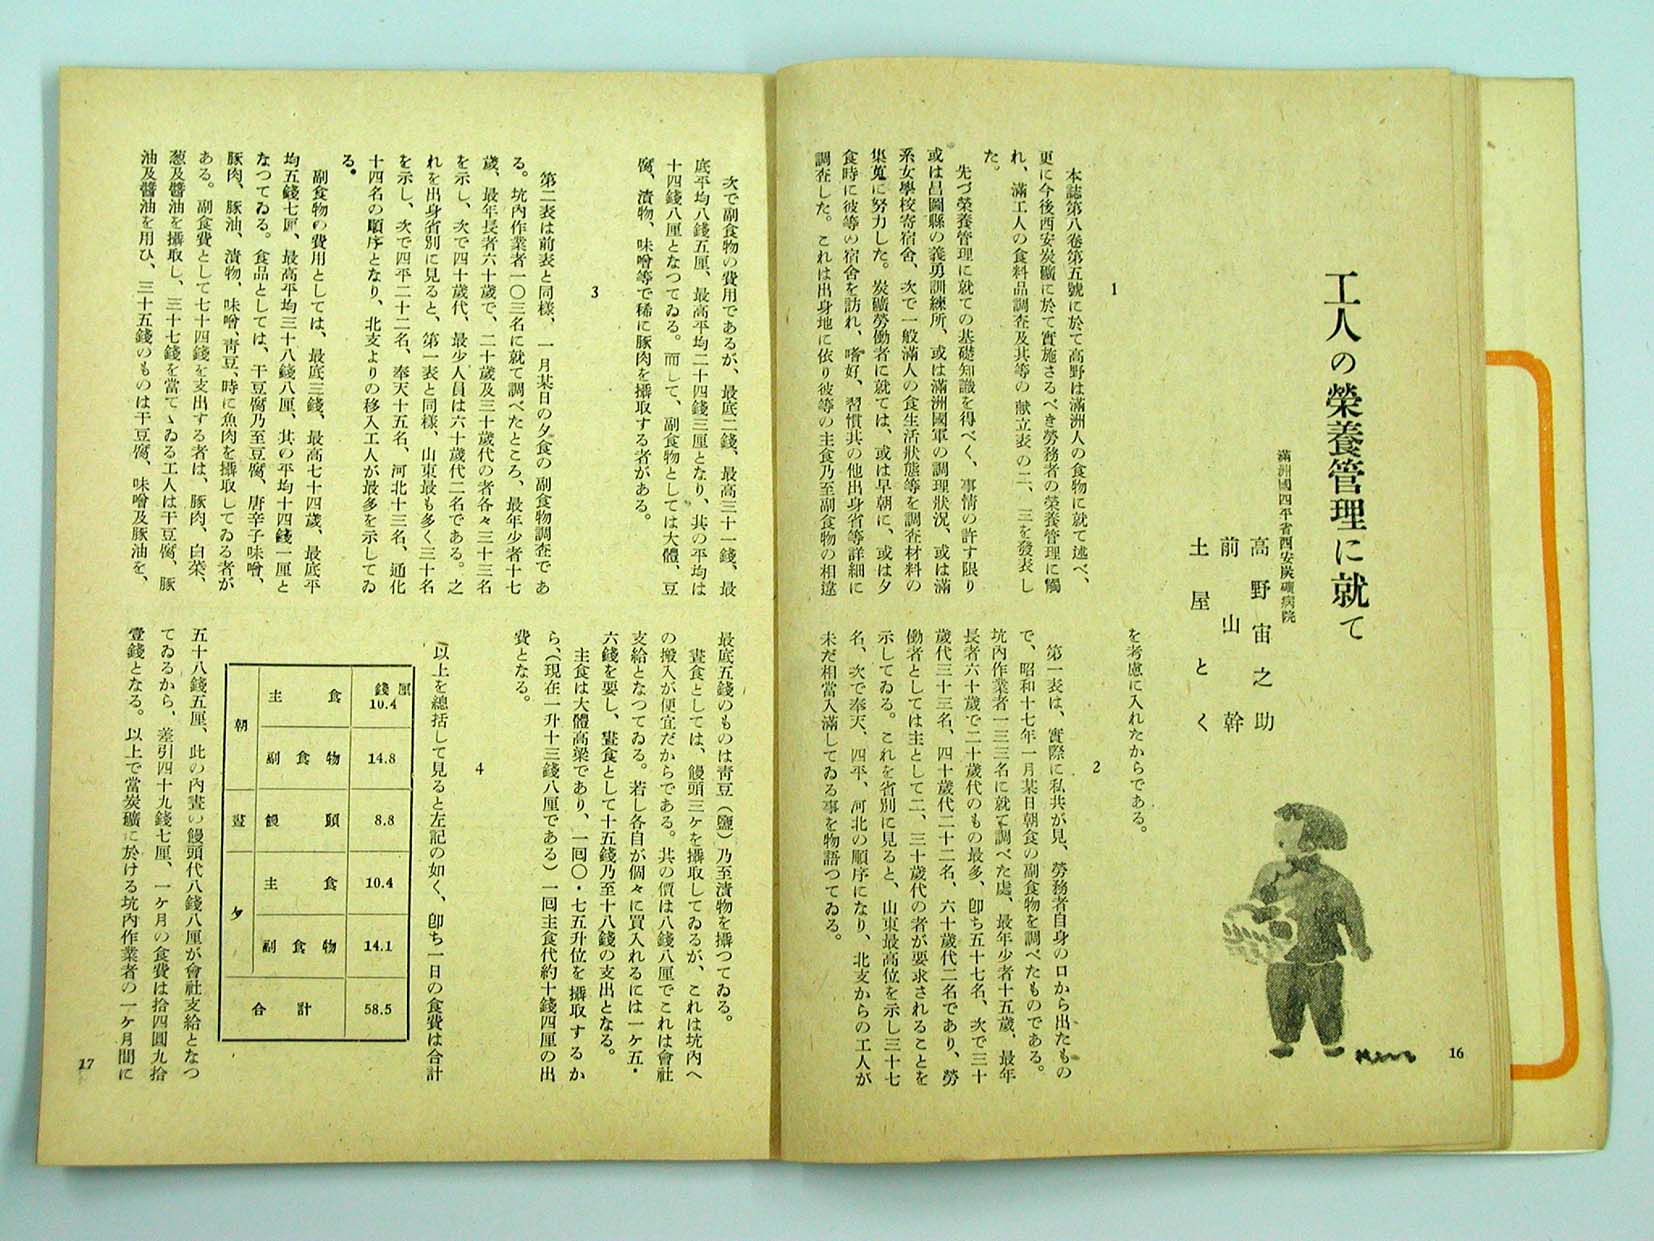 工人の榮養管理に就て
滿洲國四平省西安炭礦病院
高野宙之助
前山幹
土屋とく
1
本誌第八卷第五號に於て高野は滿洲人の食物に就て述べ、
更に今後西安炭礦に於て實施さるべき勞務者の榮養管理に觸
れ、滿工人の食料品調査及其等の献立表の二、三を發表し
た。
先づ榮養管理に就ての基礎知識を得べく、事情の許す限り
或は昌圖縣の義勇訓練所、或は滿洲國軍の調理狀況、或は滿
系女學校寄宿舍、次で一般滿人の食生活狀態等を調査材料の
集蒐に努力した。炭礦勞働者に就ては、或は早朝に、或は夕
食時に彼等の宿舍を訪れ、嗜好、習慣其の他出身省等詳細に
調査した。これは出身地に依り彼等の主食乃至副食物の相違
を考慮に入れたからである。
2
第一表は、實際に私共が見、勞務者自身の口から出たもの
で、昭和十七年一月某日朝食の副食物を調べたものである。
坑內作業者一三三名に就て調べた處、最年少者十五歲、最年
長者六十歲で二十歲代のもの最多、卽ち五十七名、次で三十
歲代三十三名、四十歲代二十二名、六十歲代二名であり、勞
働者としては主として二、三十歲代の者が要求されることを
示してゐる。これを省別に見ると、山東最高位を示し三十七
名、次で奉天、四平、河北の順序になり、北支からの工人が
未だ相當入滿してゐる事を物語つてゐる。
16
次で副食物の費用であるが、最底二錢、最高三十一錢、最
底平均八錢五厘、最高平均二十四錢三厘となり、其の平均は
十四錢八厘となつてゐる。而して、副食物としては大體、豆
腐、漬物、味噌等で稀に豚肉を攝取する者がある。
3
第二表は前表と同樣、一月某日の夕食の副食物調査であ
る。坑內作業者一〇三名に就て調べたところ、最年少者十七
歲、最年長者六十歲で、二十歲及三十歲代の者各々三十三名
を示し、次で四十歲代、最少人員は六十歲代二名である。之
れを出身省別に見ると、第一表と同樣、山東最も多く三十名
を示し、次で四平二十二名、奉天十五名、河北十三名、通化
十四名の順序となり、北支よりの移入工人が最多を示してゐ
る。
副食物の費用としては、最底三錢、最高七十四歲、最底平
均五錢七厘、最高平均三十八錢八厘、其の平均十四錢一厘と
なつてゐる。食品としては、干豆腐乃至豆腐、唐辛子味噌、
豚肉、豚油、漬物、味噌、靑豆、時に魚肉を攝取してゐる者が
ある。副食費として七十四錢を支出する者は、豚肉、白菜、
葱及醬油を攝取し、三十七錢を當てゝゐる工人は干豆腐、豚
油及醬油を用ひ、三十五錢のものは干豆腐、味噌及豚油を、
最底五錢のものは靑豆(鹽)乃至漬物を攝つてゐる。
晝食としては、饅頭三ケを攝取してゐるが、これは坑內へ
の搬入が便宜だからである。其の價は八錢八厘でこれは會社
支給となつてゐる。若し各自が個々に買入れるには一ケ五・
六錢を要し、晝食として十五錢乃至十八錢の支出となる。
主食は大體高粱であり、一囘〇・七五升位を攝取するか
ら、(現在一升十三錢八厘である)一囘主食代約十錢四厘の出
費となる。
4
以上を總括して見ると左記の如く、卽ち一日の食費は合計
錢厘
朝 主食 10.4
副食物 14.8
晝 饅頭 8.8
夕 主食 10.4
副食物 14.1
合計 58.5
五十八錢五厘、此の內晝の饅頭代八錢八厘が會社支給となつ
てゐるから、差引四十九錢七厘、一ケ月の食費は拾四圓九拾
壹錢となる。以上で當炭礦に於ける坑內作業者の一ケ月間に
17